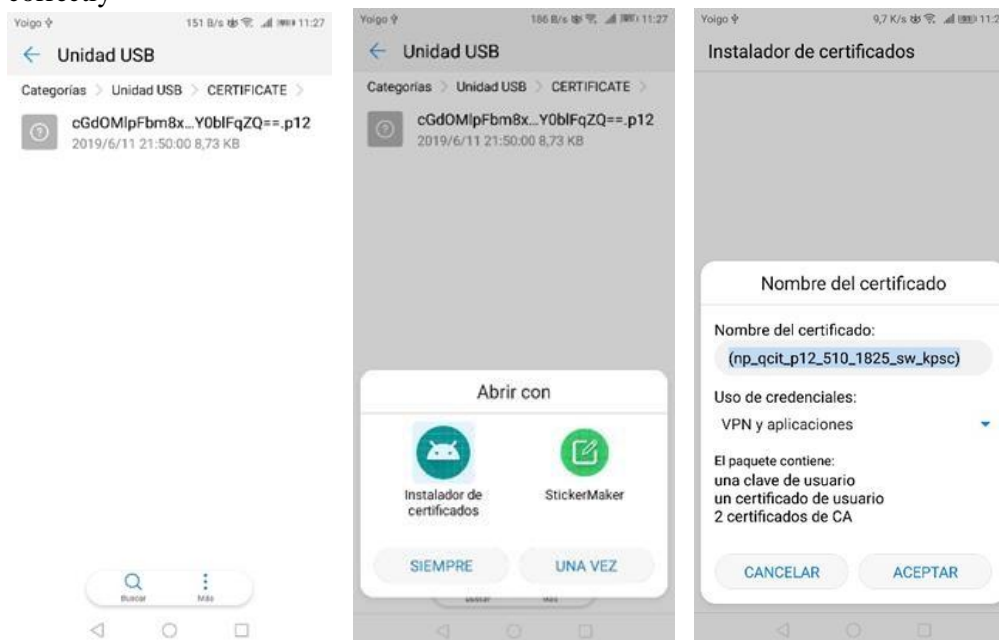 correctly
Yoigo 151 B/s 11:27
Unidad USB
Categorías > Unidad USB > CERTIFICATE >
cGdOMlpFbm8x...Y0blFqZQ==.p12
2019/6/11 21:50:00 8,73 KB
Buscar Más
Yoigo 186 B/s 11:27
Unidad USB
Categorías > Unidad USB > CERTIFICATE >
cGdOMlpFbm8x...Y0blFqZQ==.p12
2019/6/11 21:50:00 8,73 KB
Abrir con
Instalador de
certificados
StickerMaker
SIEMPRE UNA VEZ
Yoigo 9,7 K/s 11:2
Instalador de certificados
Nombre del certificado
Nombre del certificado:
(np_qcit_p12_510_1825_sw_kpsc)
Uso de credenciales:
VPN y aplicaciones
El paquete contiene:
una clave de usuario
un certificado de usuario
2 certificados de CA
CANCELAR ACEPTAR